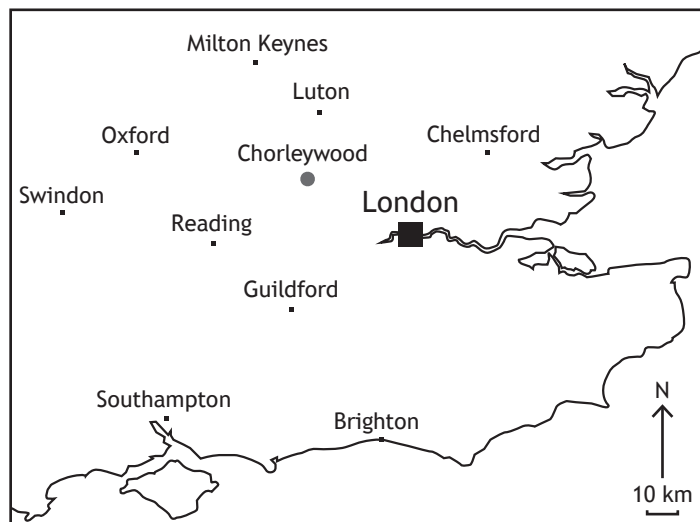 Milton Keynes
Luton
Oxford
Chorleywood
Chelmsford
Swindon
London
Reading
Guildford
Southampton
Brighton
N
10 km